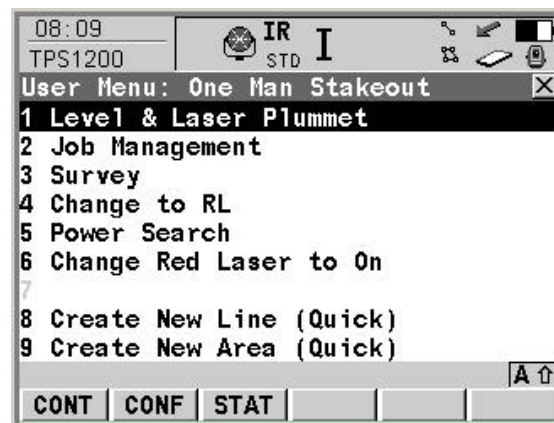 08:09
TPS1200
IR
STD
I
User Menu: One Man Stakeout
1 Level & Laser Plummet
2 Job Management
3 Survey
4 Change to RL
5 Power Search
6 Change Red Laser to On
7
8 Create New Line (Quick)
9 Create New Area (Quick)
A
CONT CONF STAT